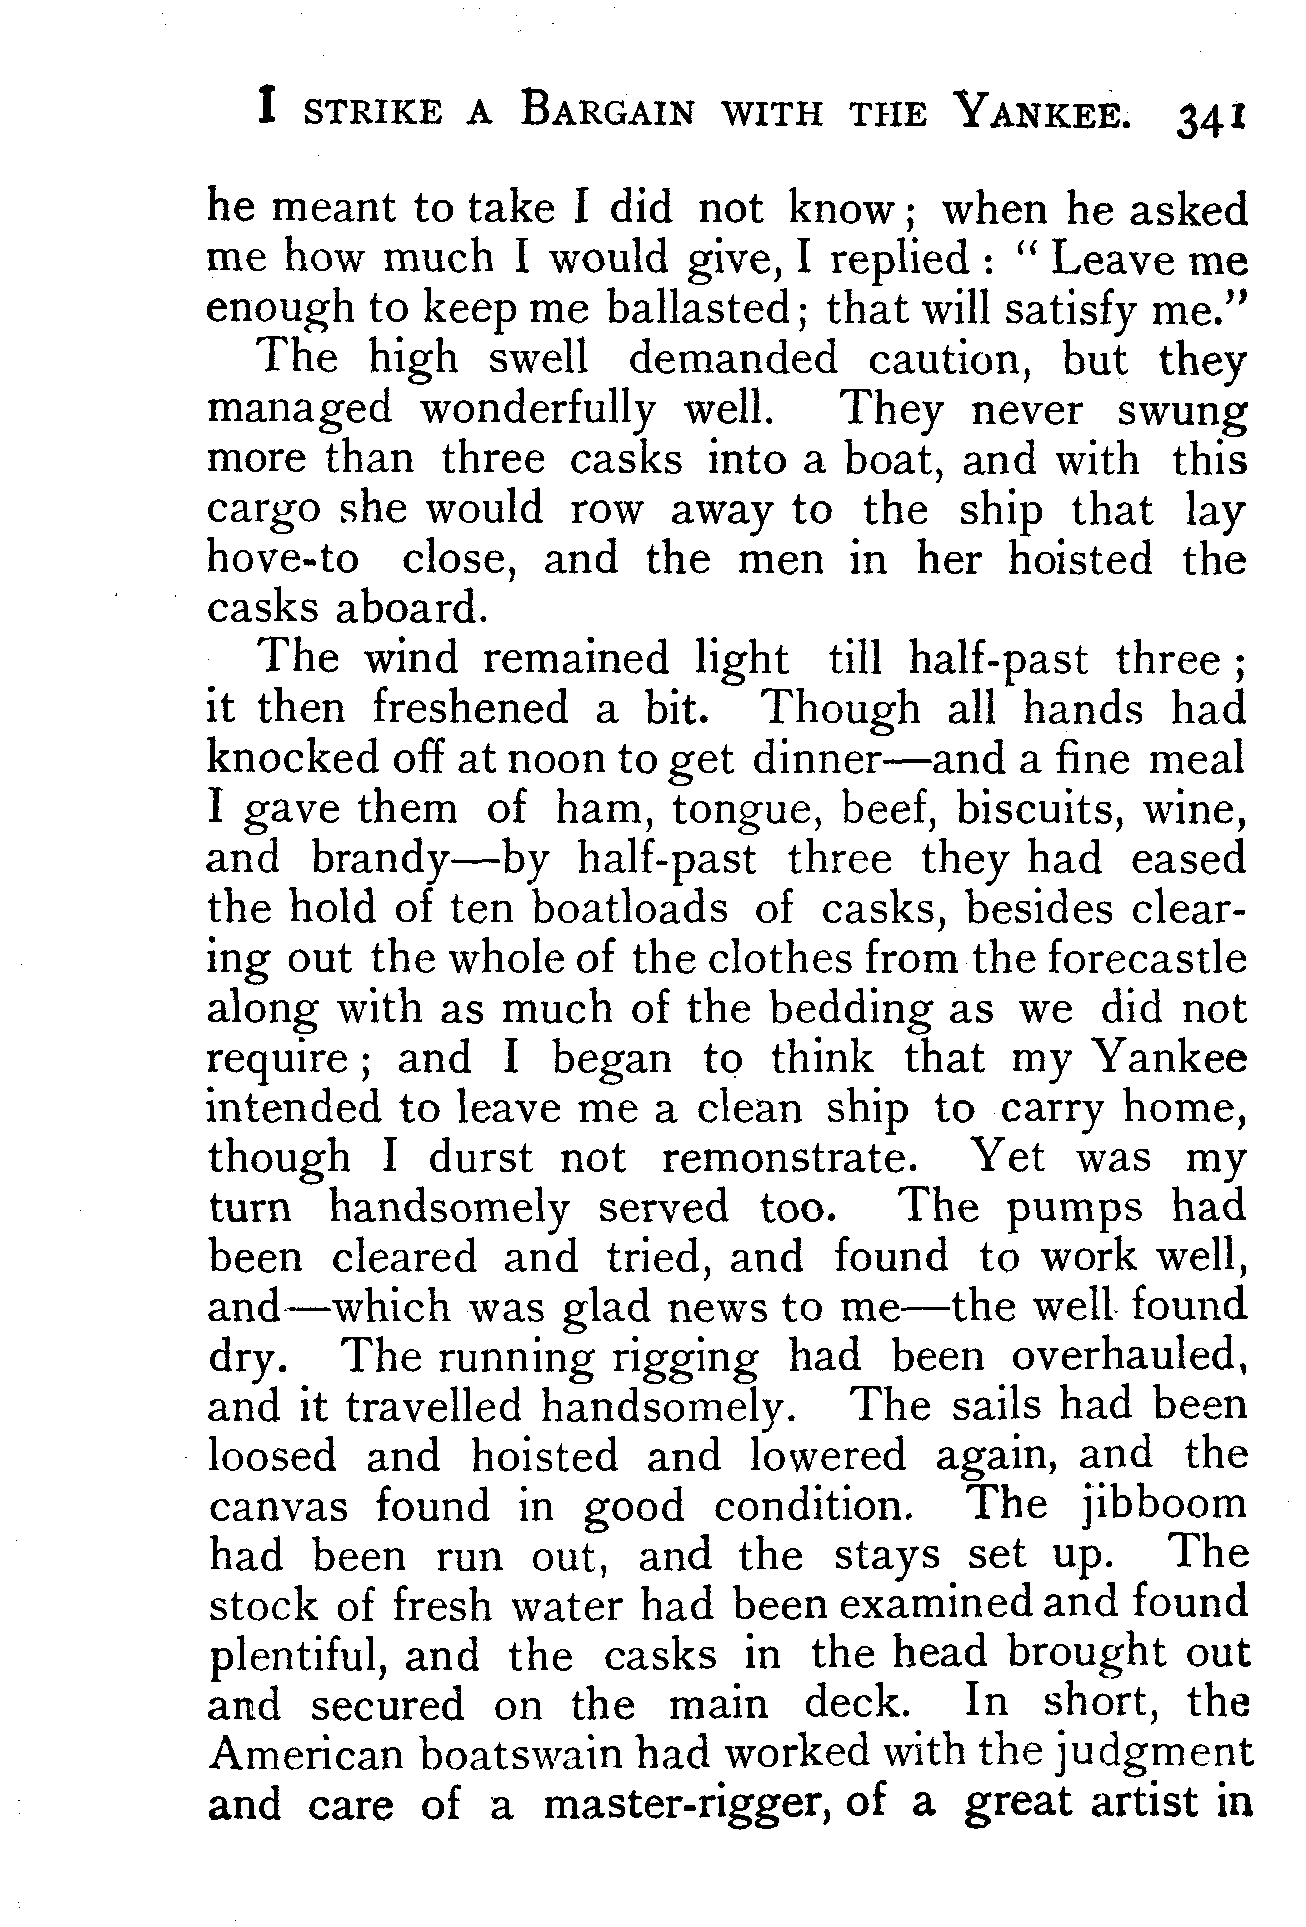 I STRIKE A BARGAIN WITH THE YANKEE. 341
he meant to take I did not know; when he asked
me how much I would give, I replied: "Leave me
enough to keep me ballasted; that will satisfy me."
The high swell demanded caution, but they
managed wonderfully well. They never swung
more than three casks into a boat, and with this
cargo she would row away to the ship that lay
hove-to close, and the men in her hoisted the
casks aboard.
The wind remained light till half-past three;
it then freshened a bit. Though all hands had
knocked off at noon to get dinner—and a fine meal
I gave them of ham, tongue, beef, biscuits, wine,
and brandy—by half-past three they had eased
the hold of ten boatloads of casks, besides clear-
ing out the whole of the clothes from the forecastle
along with as much of the bedding as we did not
require; and I began to think that my Yankee
intended to leave me a clean ship to carry home,
though I durst not remonstrate. Yet was my
turn handsomely served too. The pumps had
been cleared and tried, and found to work well,
and—which was glad news to me—the well found
dry. The running rigging had been overhauled,
and it travelled handsomely. The sails had been
loosed and hoisted and lowered again, and the
canvas found in good condition. The jibboom
had been run out, and the stays set up. The
stock of fresh water had been examined and found
plentiful, and the casks in the head brought out
and secured on the main deck. In short, the
American boatswain had worked with the judgment
and care of a master-rigger, of a great artist in